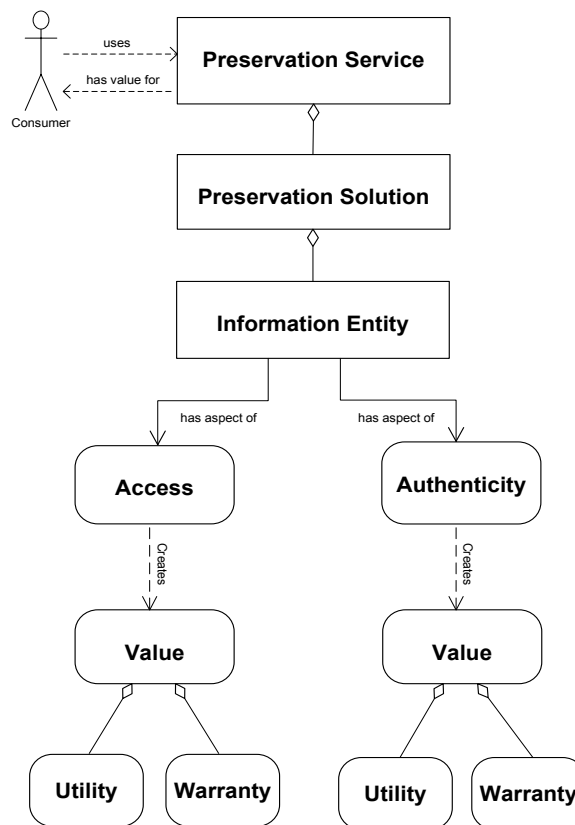 uses
Preservation Service
has value for
Consumer
Preservation Solution
Information Entity
has aspect of
has aspect of
Access
Authenticity
Creates
Creates
Value
Value
Utility
Warranty
Utility
Warranty